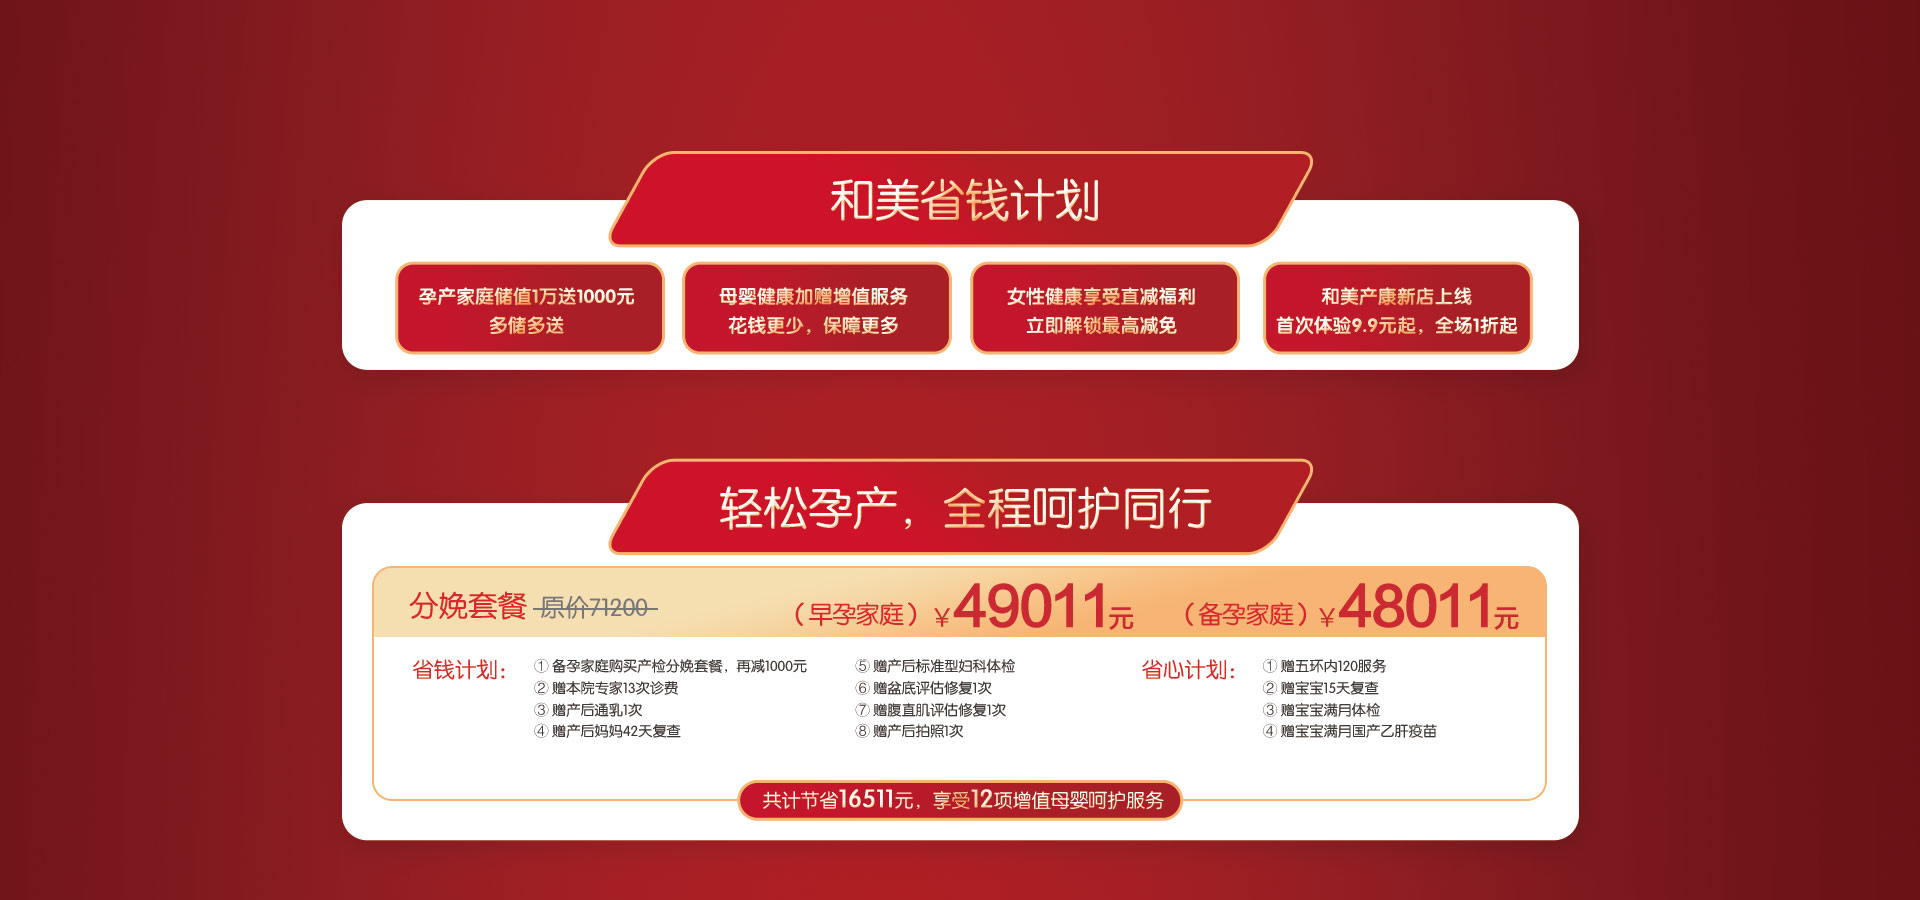 和美省钱计划
孕产家庭储值1万送1000元
多储多送
母婴健康加赠增值服务
花钱更少，保障更多
女性健康享受直减福利
立即解锁最高减免
和美产康新店上线
首次体验9.9元起，全场1折起
轻松孕产，全程呵护同行
分娩套餐 原价71200
（早孕家庭）¥49011元
（备孕家庭）¥48011元
省钱计划：
① 备孕家庭购买产检分娩套餐，再减1000元
② 赠本院专家13次诊费
③ 赠产后通乳1次
④ 赠产后妈妈42天复查
⑤ 赠产后标准型妇科体检
⑥ 赠盆底评估修复1次
⑦ 赠腹直肌评估修复1次
⑧ 赠产后拍照1次
省心计划：
① 赠五环内120服务
② 赠宝宝15天复查
③ 赠宝宝满月体检
④ 赠宝宝满月国产乙肝疫苗
共计节省16511元，享受12项增值母婴呵护服务